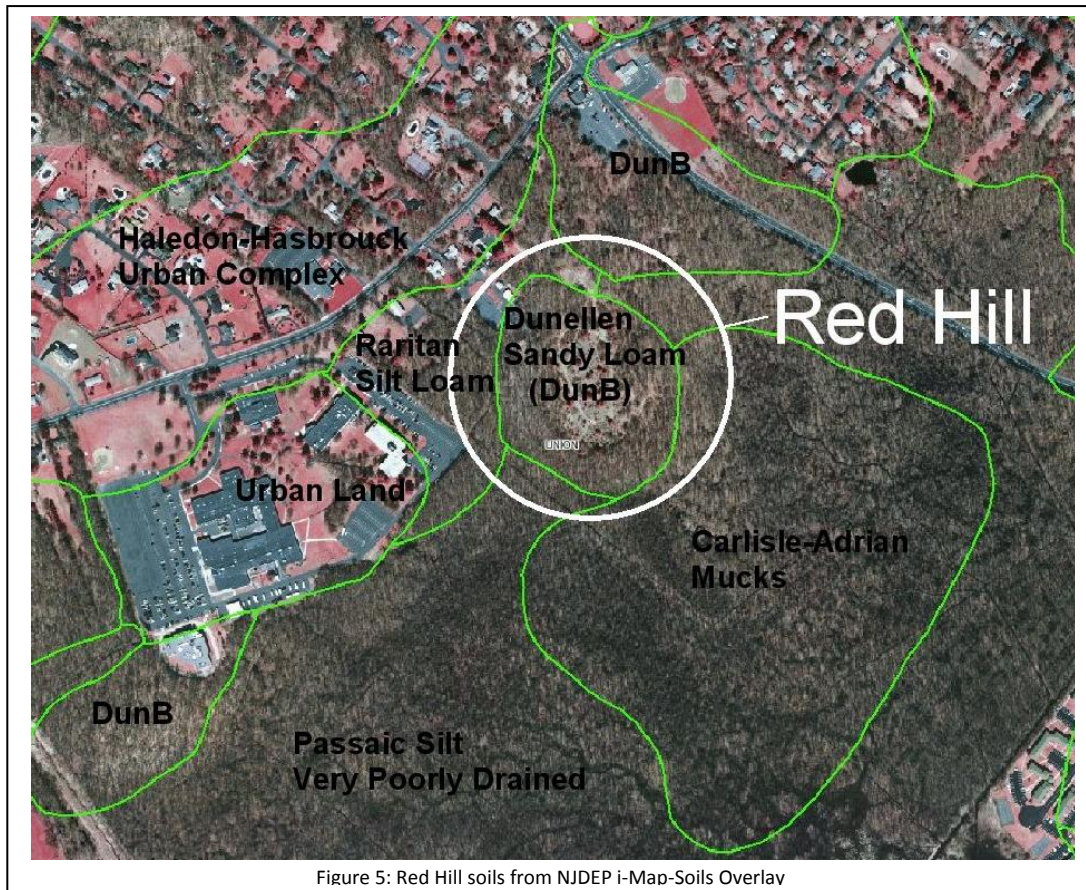 DunB
Haledon-Hasbrouck
Urban Complex
Red Hill
Dunellen
Sandy Loam
(DunB)
Raritan
Silt Loam
UNION
Urban Land
Carlisle-Adrian
Mucks
DunB
Passaic Silt
Very Poorly Drained
Figure 5: Red Hill soils from NJDEP i-Map-Soils Overlay